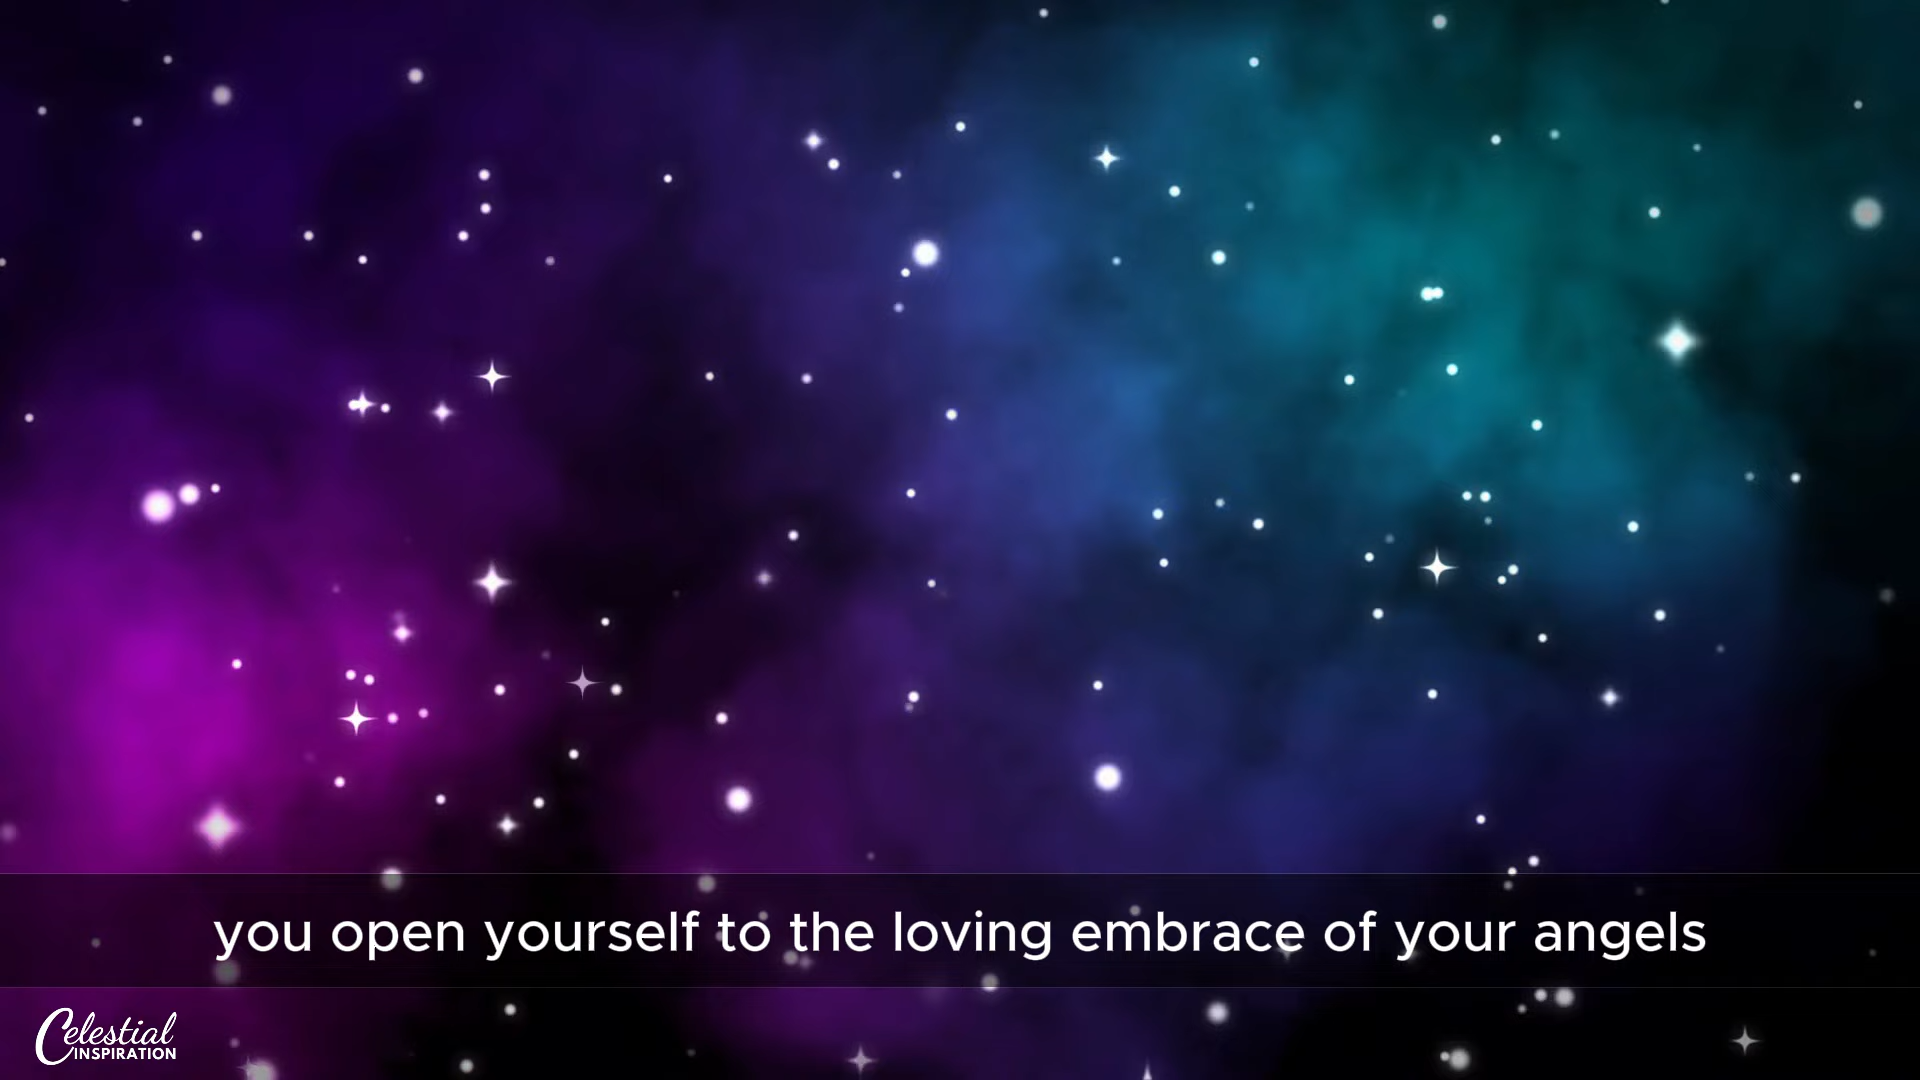 you open yourself to the loving embrace of your angels
Celestial
INSPIRATION